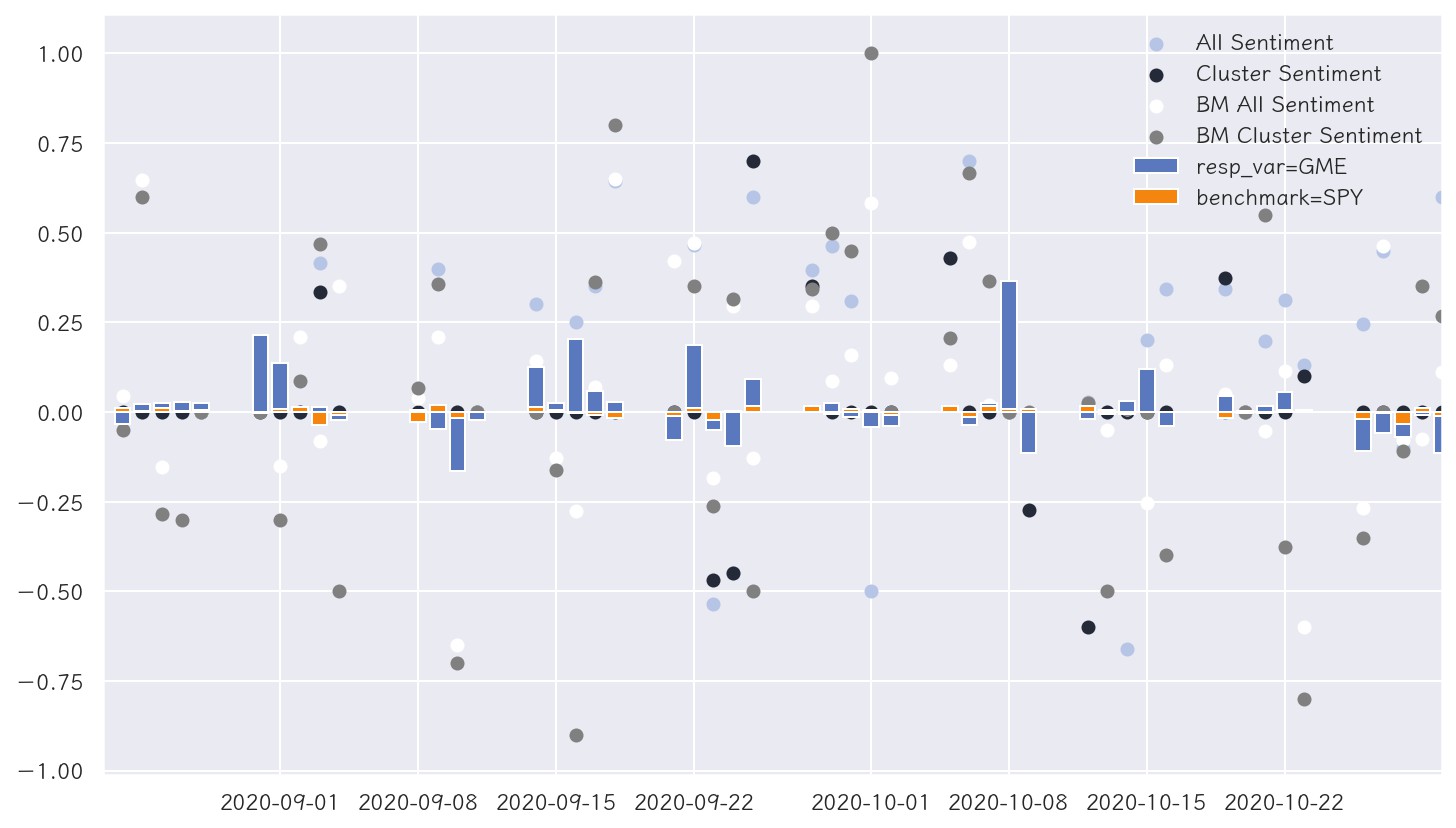 1.00
0.75
0.50
0.25
0.00
−0.25
−0.50
−0.75
−1.00
All Sentiment
Cluster Sentiment
BM All Sentiment
BM Cluster Sentiment
resp_var=GME
benchmark=SPY
2020-09-01 2020-09-08 2020-09-15 2020-09-22 2020-10-01 2020-10-08 2020-10-15 2020-10-22